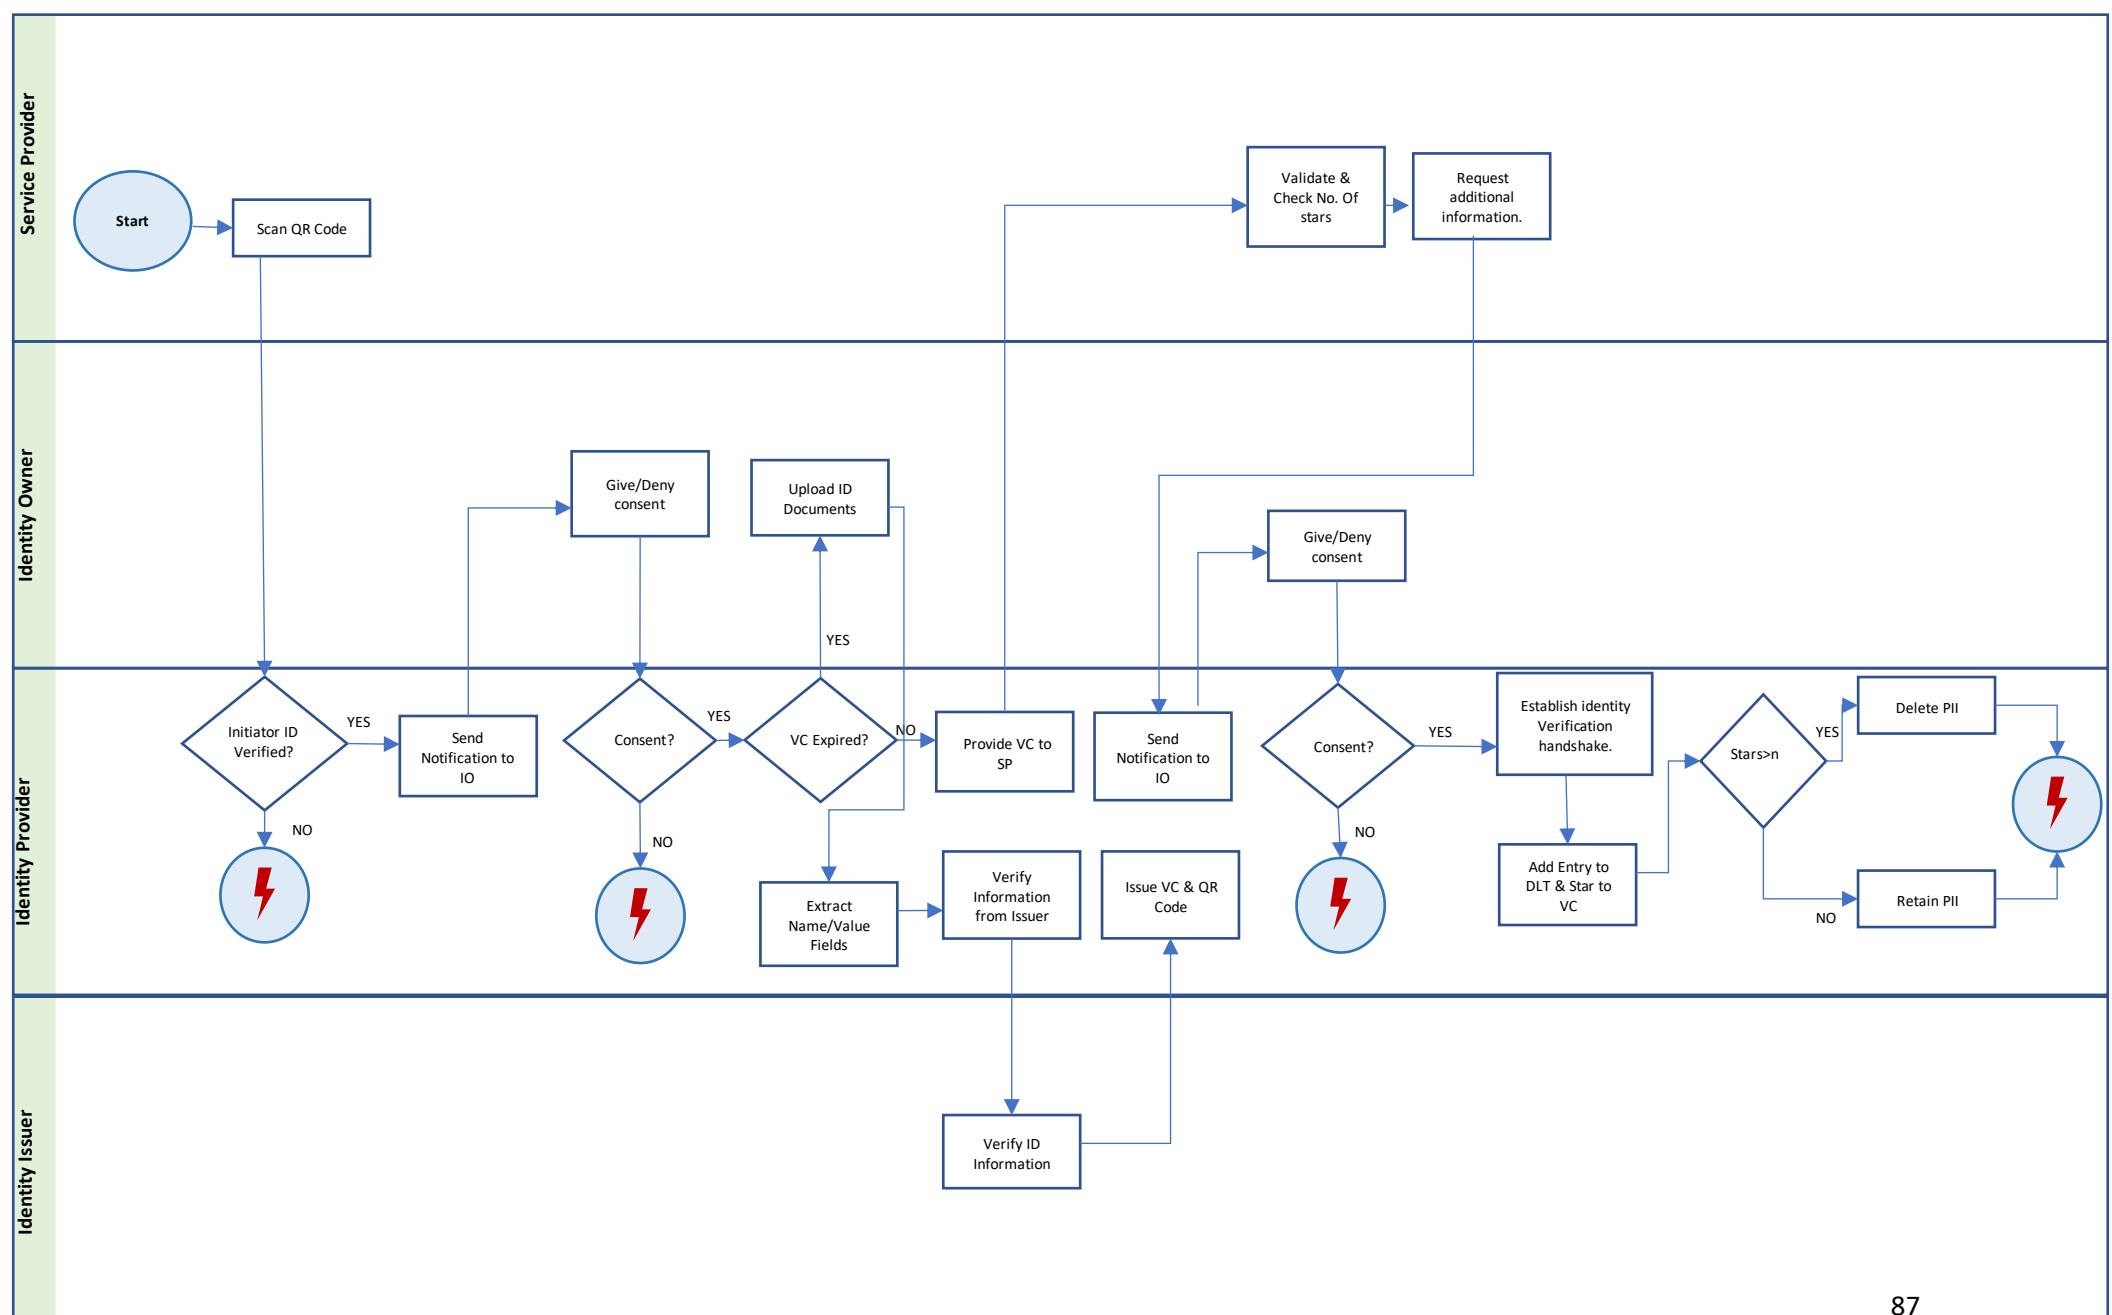 Service Provider
Start
Scan QR Code
Validate &
Check No. Of
stars
Request
additional
information.
Identity Owner
Give/Deny
consent
Upload ID
Documents
Give/Deny
consent
YES
Identity Provider
Initiator ID
Verified?
YES
NO
Send
Notification to
IO
Consent?
YES
NO
VC Expired?
NO
Provide VC to
SP
Extract
Name/Value
Fields
Verify
Information
from Issuer
Issue VC & QR
Code
Send
Notification to
IO
Consent?
YES
NO
Establish identity
Verification
handshake.
Add Entry to
DLT & Star to
VC
Stars>n
YES
NO
Delete PII
Retain PII
Identity Issuer
Verify ID
Information
87